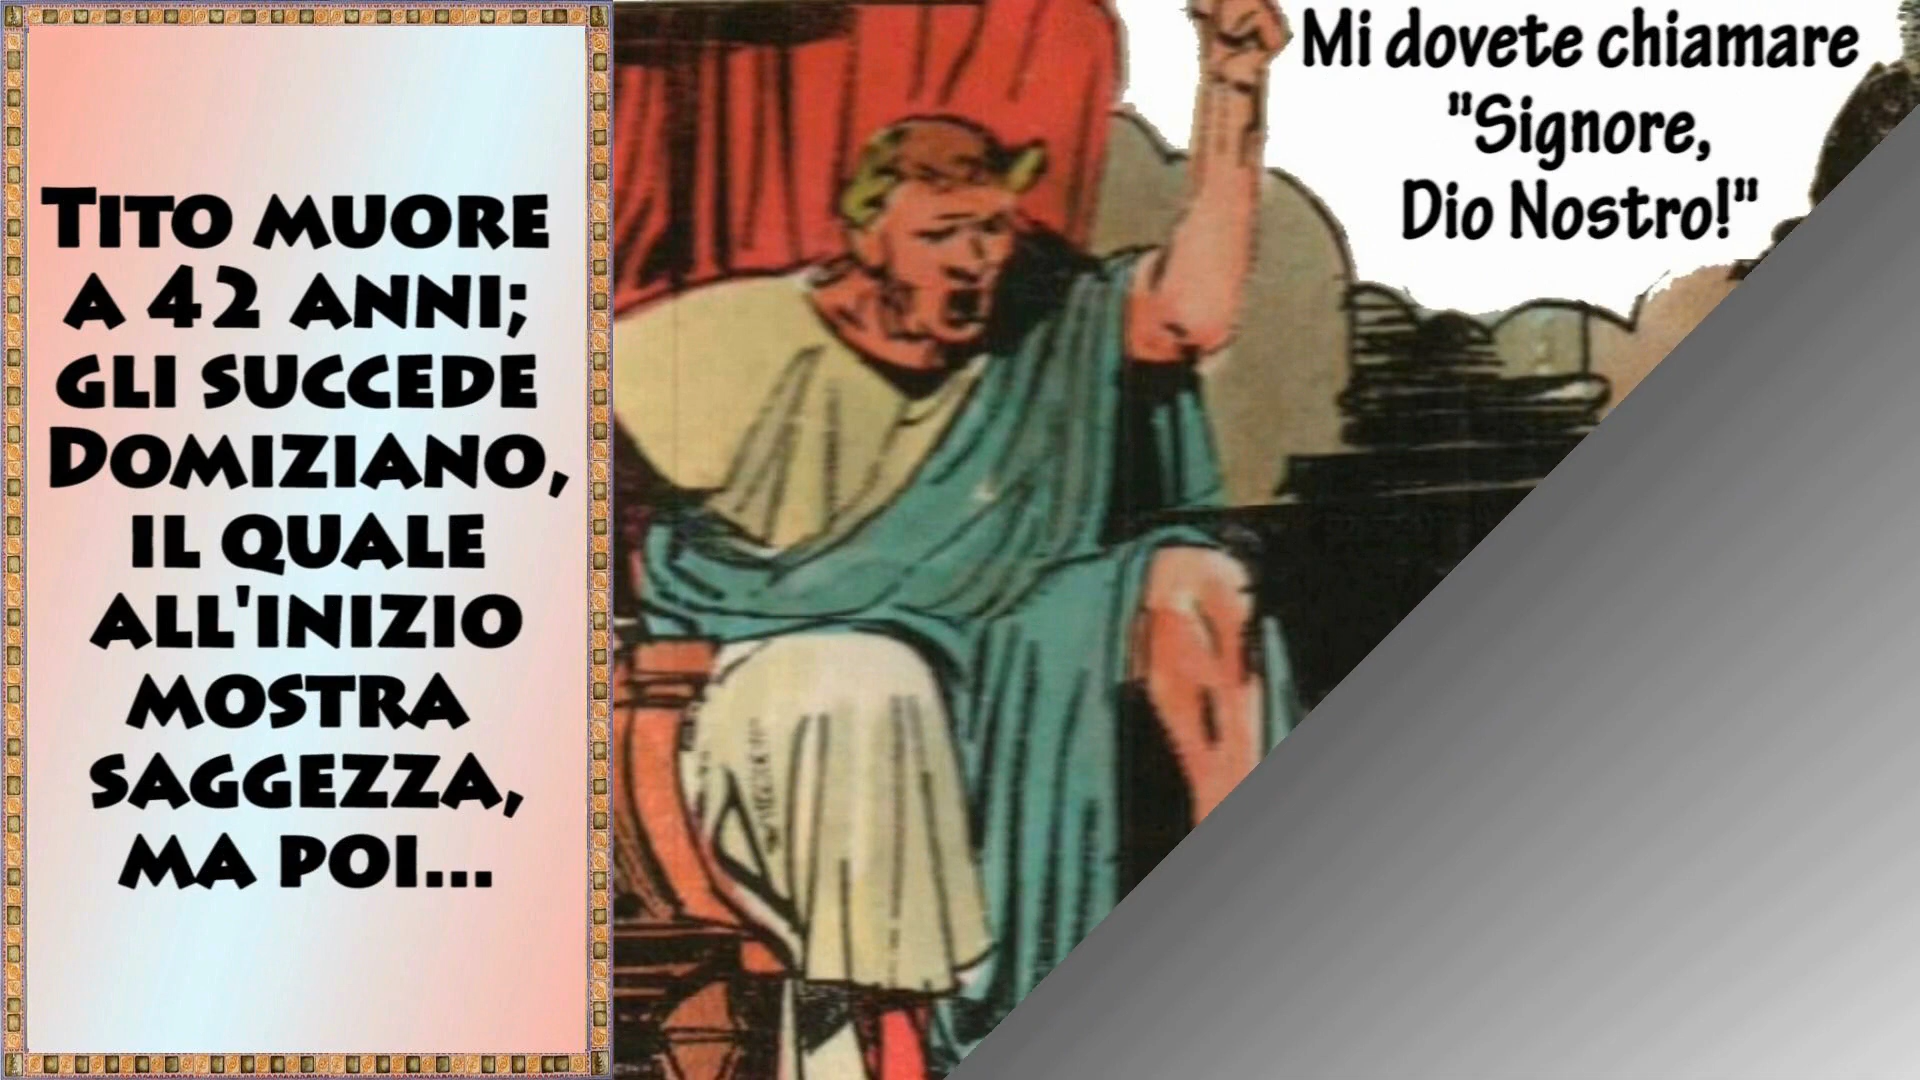 Tito muore
a 42 anni;
gli succede
Domiziano,
il quale
all'inizio
mostra
saggezza,
ma poi...
Mi dovete chiamare
"Signore,
Dio Nostro!"